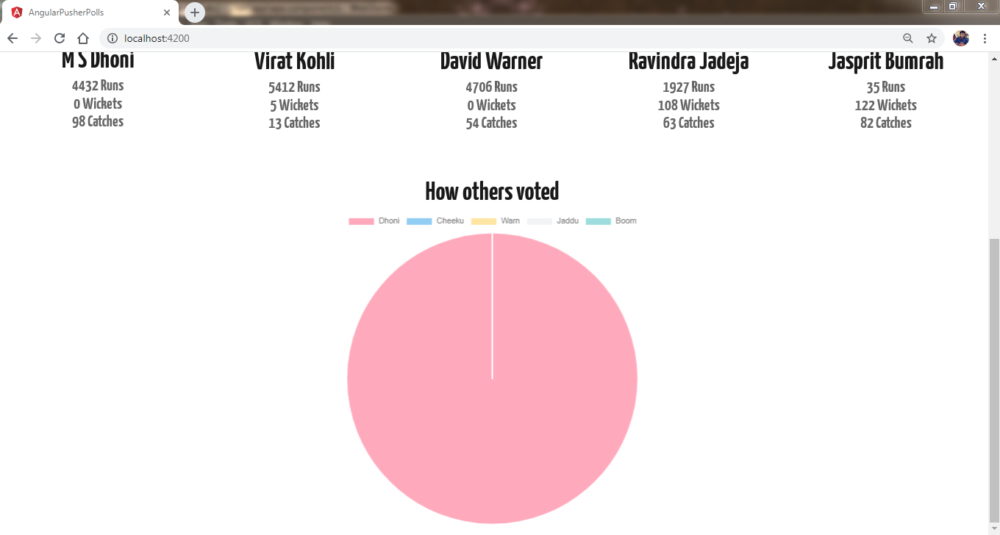 AngularPusherPolls
localhost:4200
M S Dhoni
4432 Runs
0 Wickets
98 Catches
Virat Kohli
5412 Runs
5 Wickets
13 Catches
David Warner
4706 Runs
0 Wickets
54 Catches
Ravindra Jadeja
1927 Runs
108 Wickets
63 Catches
Jasprit Bumrah
35 Runs
122 Wickets
82 Catches
How others voted
Dhoni Cheeku Warn Jaddu Boom